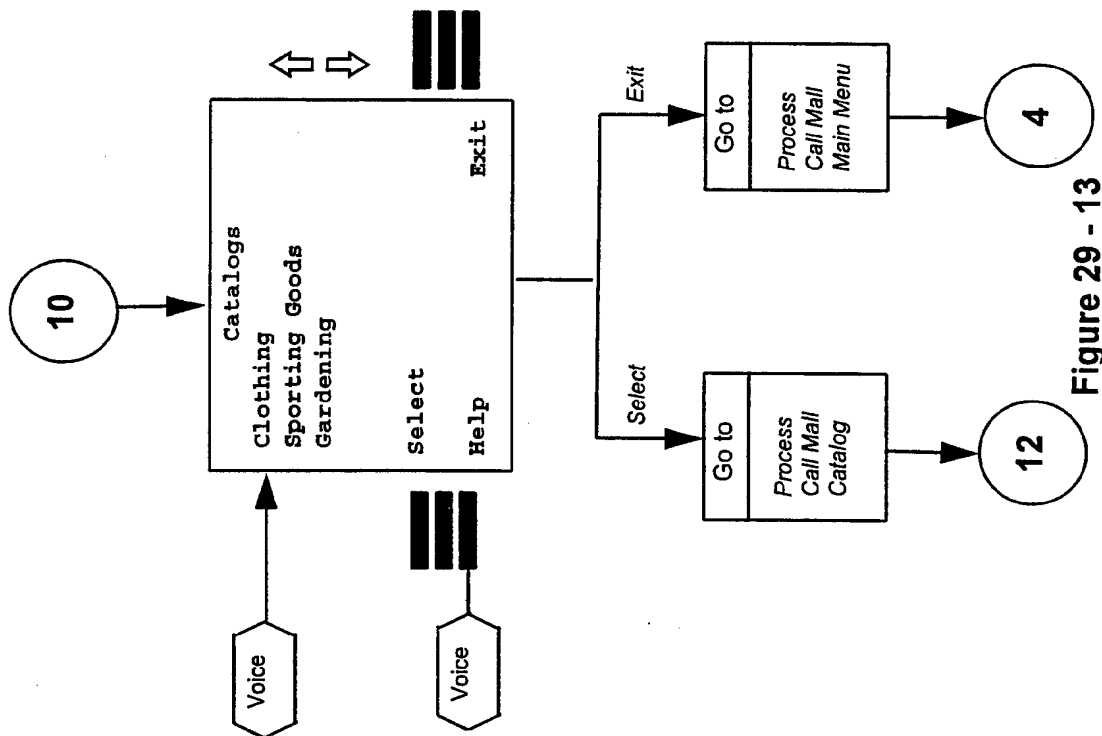 10
Catalogs
Clothing
Sporting Goods
Gardening
Select
Help
Exit
Voice
Voice
Select
Exit
Go to
Process
Call Mall
Catalog
Go to
Process
Call Mall
Main Menu
12
4
Figure 29 - 13